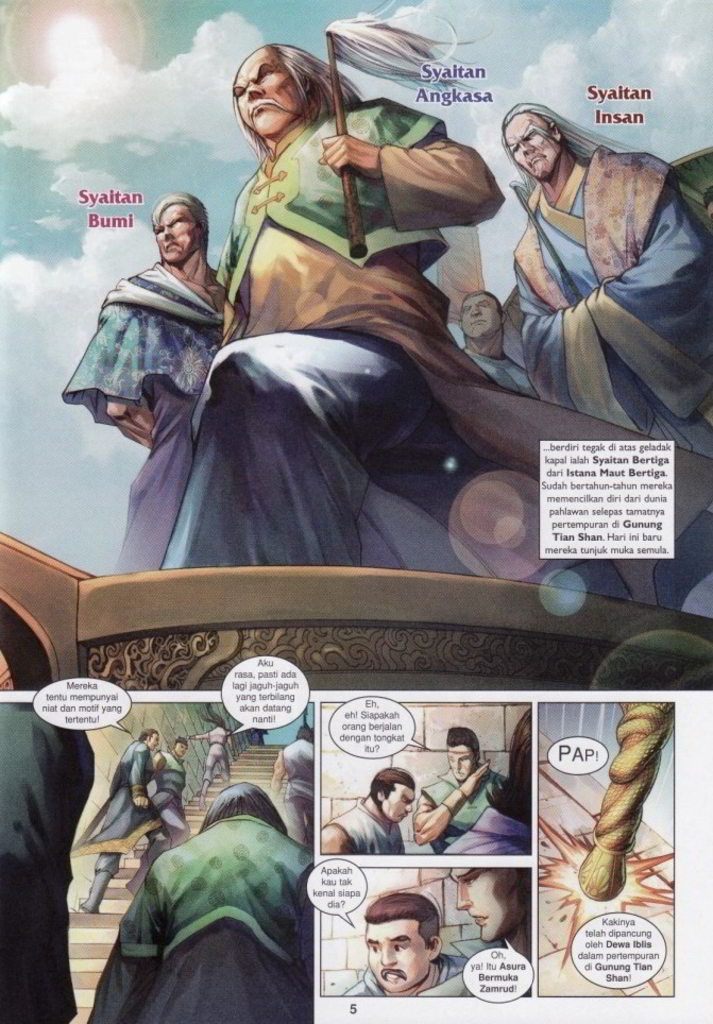 Syaitan
Angkasa
Syaitan
Insan
Syaitan
Bumi
...berdiri tegak di atas geladak
kapal ialah Syaitan Bertiga
dari Istana Maut Bertiga.
Sudah bertahun-tahun mereka
memencilkan diri dari dunia
pahlawan selepas tamatnya
pertempuran di Gunung
Tian Shan. Hari ini baru
mereka tunjuk muka semula.
Mereka
tentu mempunyai
niat dan motif yang
tertentu!
Aku
rasa, pasti ada
lagi jaguh-jaguh
yang terbilang
akan datang
nanti!
Eh,
eh! Siapakah
orang berjalan
dengan tongkat
itu?
PAP!
Apakah
kau tak
kenal siapa
dia?
Oh,
ya! Itu Asura
Bermuka
Zamrud!
Kakinya
telah dipancung
oleh Dewa Iblis
dalam pertempuran
di Gunung Tian
Shan!
5